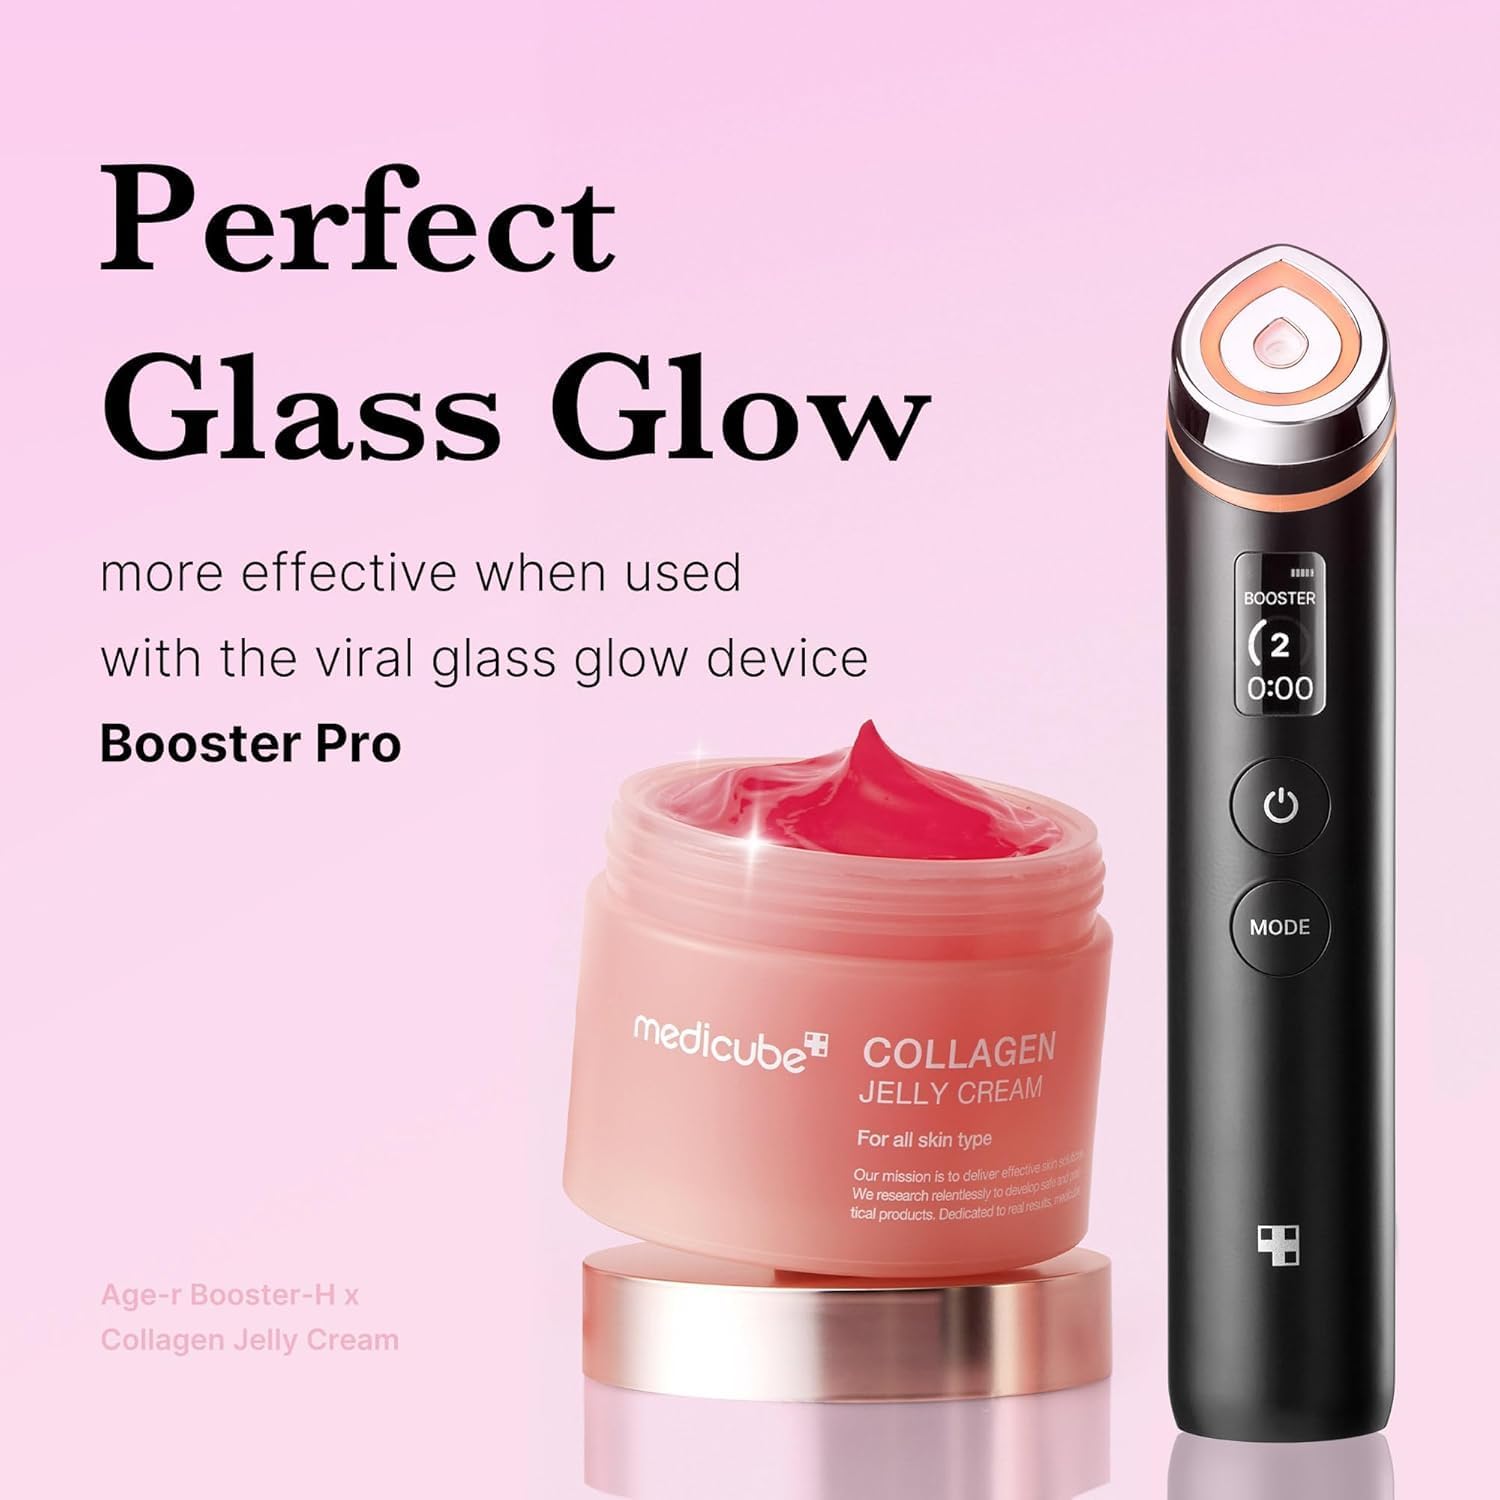 Perfect
Glass Glow
more effective when used
with the viral glass glow device
Booster Pro
BOOSTER
2
0:00
MODE
medicube
COLLAGEN
JELLY CREAM
For all skin type
Our mission is to deliver effective skin
We research relentlessly to develop safe and
tical products. Dedicated to real results,
Age-r Booster-H x
Collagen Jelly Cream